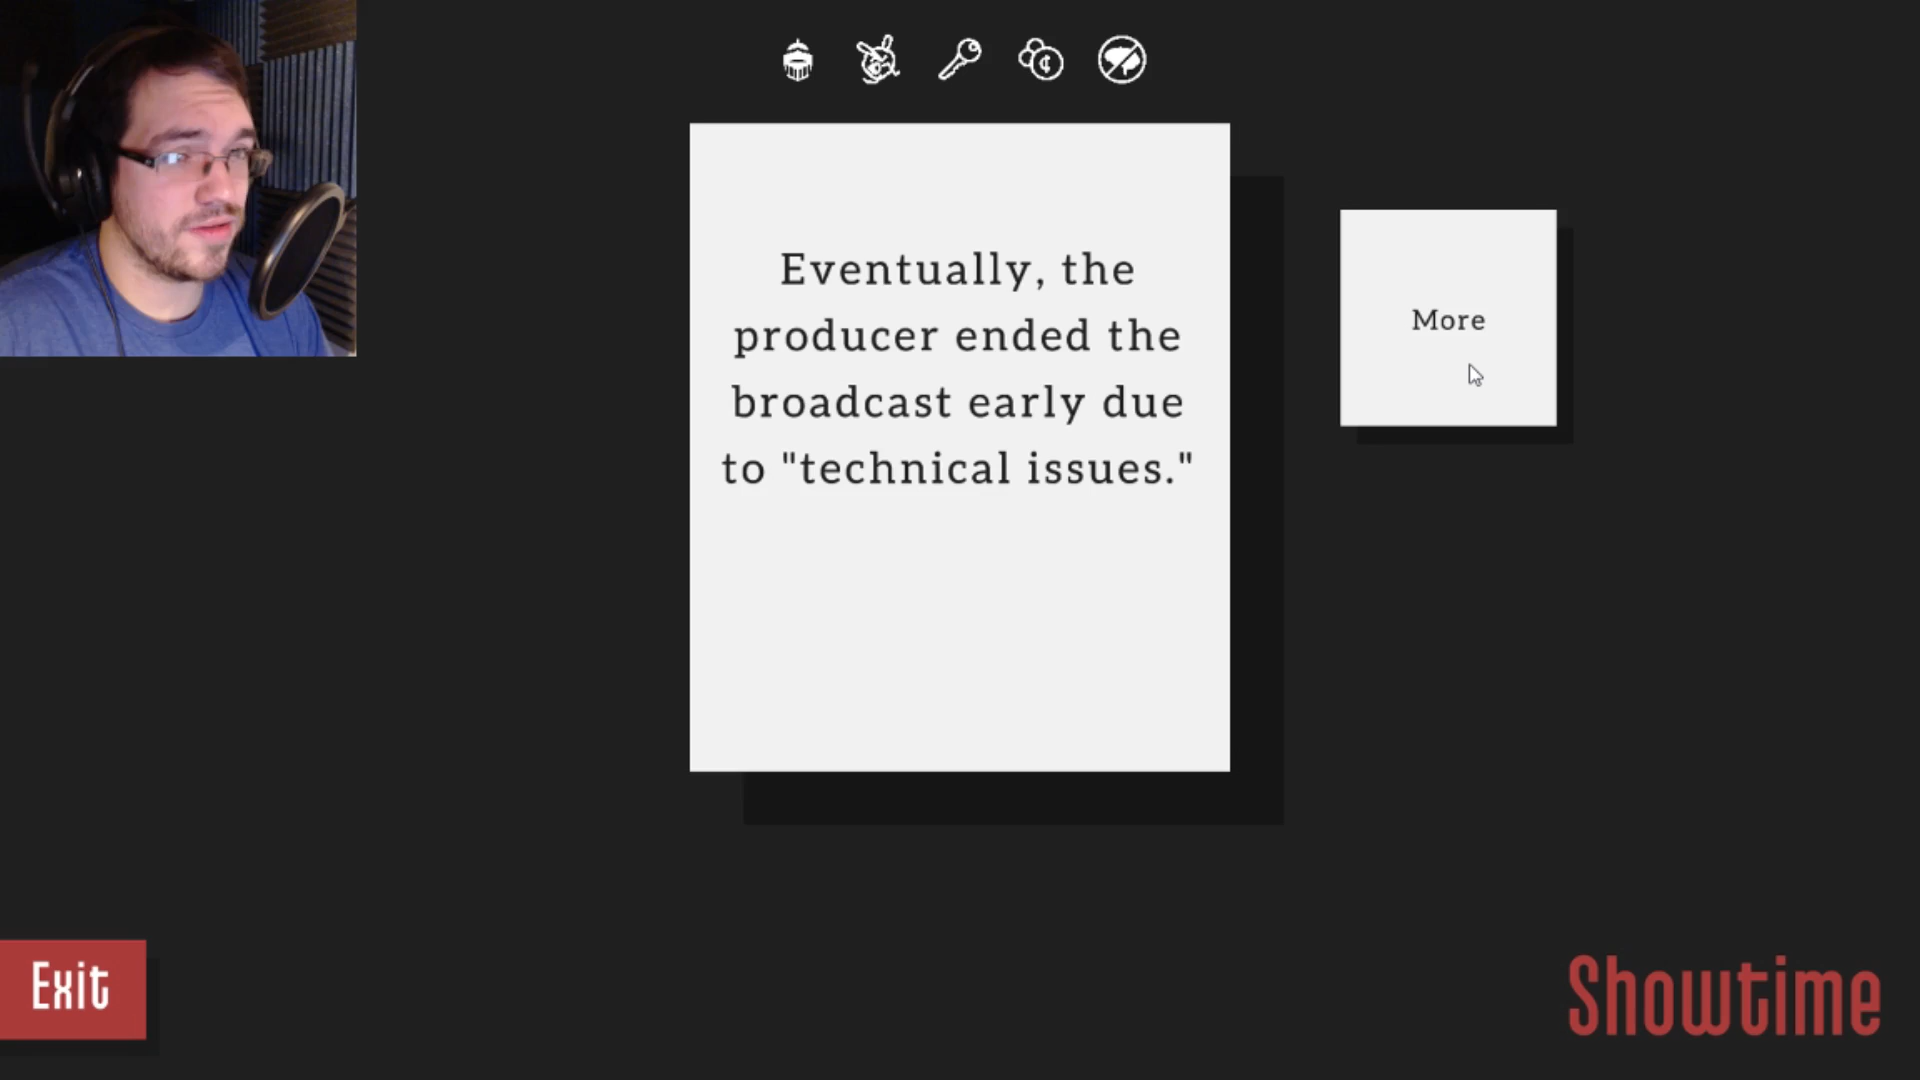 Eventually, the
producer ended the
broadcast early due
to "technical issues."
More
Exit
Showtime